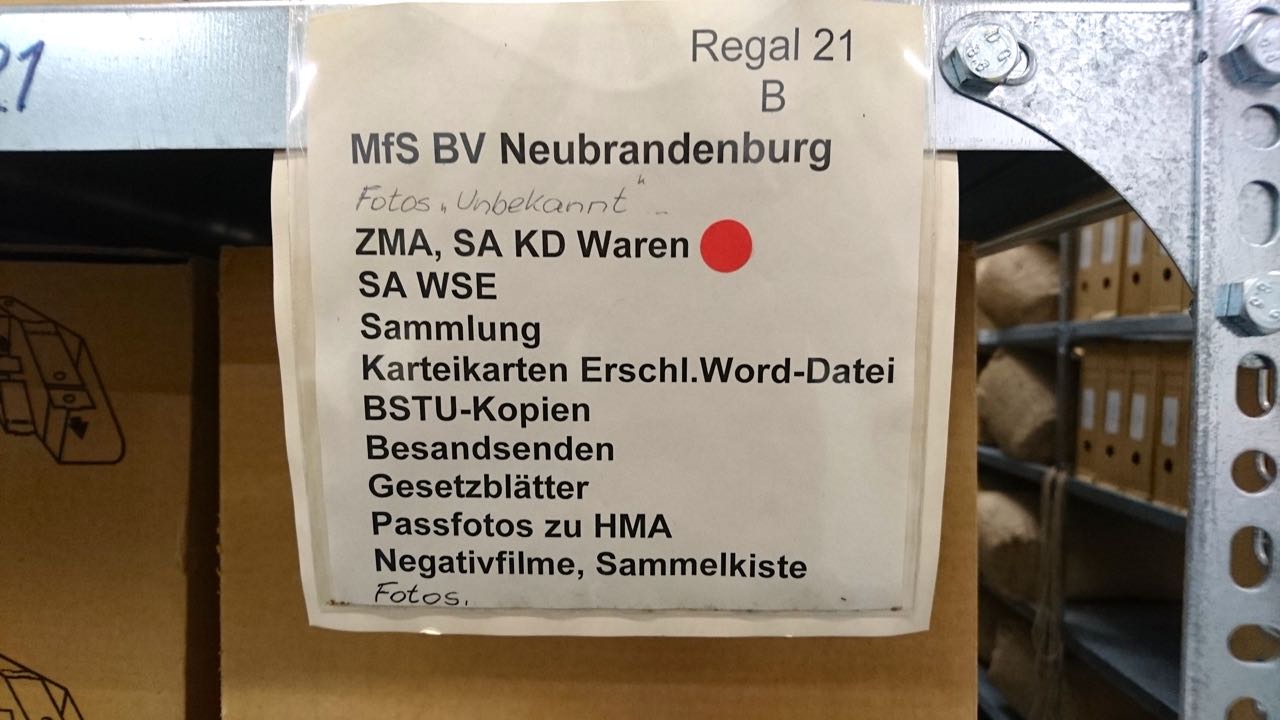 21
Regal 21
B
MfS BV Neubrandenburg
Fotos „Unbekannt"
ZMA, SA KD Waren
SA WSE
Sammlung
Karteikarten Erschl.Word-Datei
BSTU-Kopien
Besandsenden
Gesetzblätter
Passfotos zu HMA
Negativfilme, Sammelkiste
Fotos.